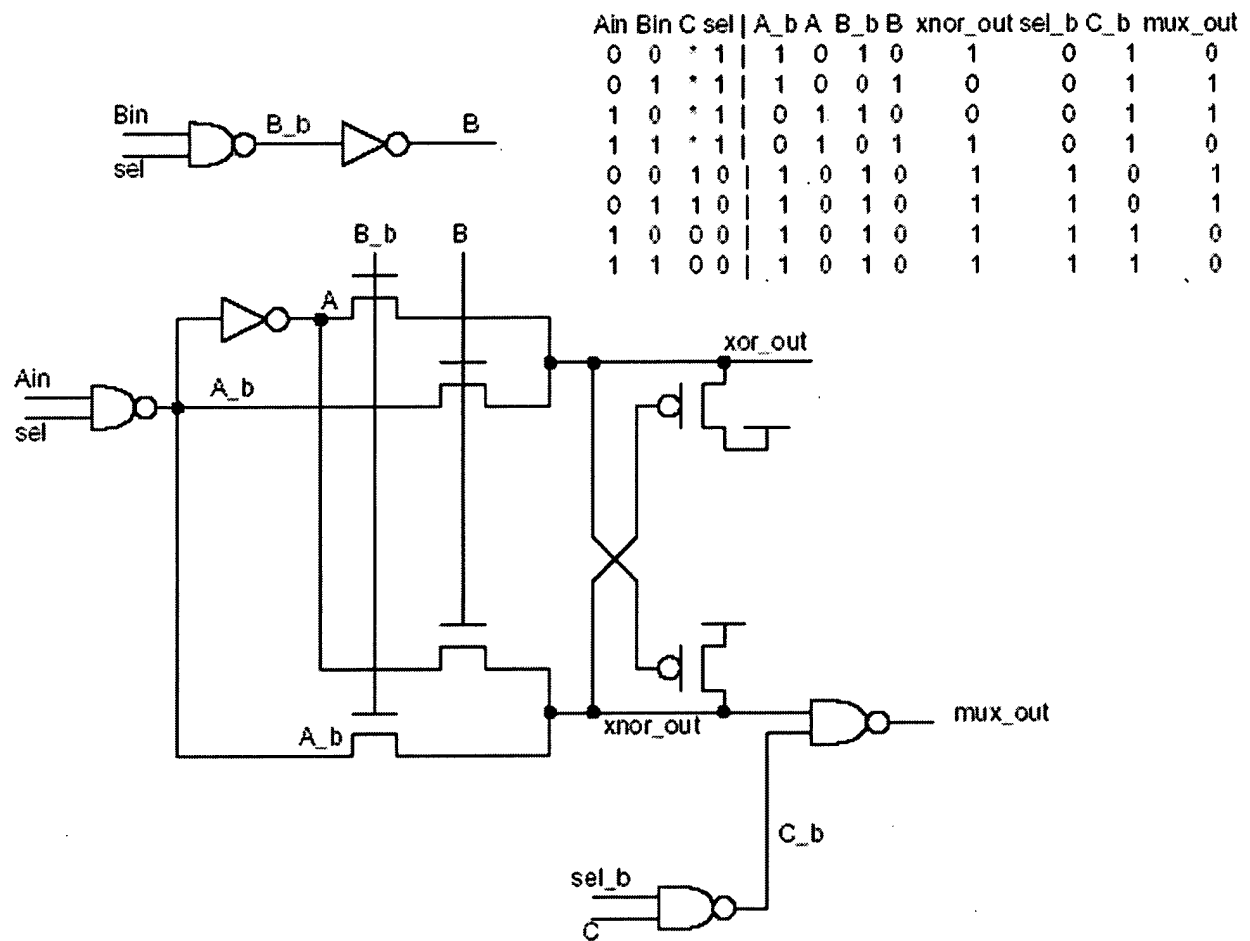 Ain Bin C sel | A_b A B_b B xnor_out sel_b C_b mux_out
0 0 * 1 | 1 0 1 0 1 0 1 0
0 1 * 1 | 1 0 0 1 0 0 1 1
1 0 * 1 | 0 1 1 0 0 0 1 1
1 1 * 1 | 0 1 0 1 1 0 1 0
0 0 1 0 | 1 0 1 0 1 1 0 1
0 1 1 0 | 1 0 1 0 1 1 0 1
1 0 0 0 | 1 0 1 0 1 1 1 0
1 1 0 0 | 1 0 1 0 1 1 1 0
Bin
sel
B_b
B
B_b
B
A
xor_out
Ain
sel
A_b
A_b
xnor_out
mux_out
C_b
sel_b
C